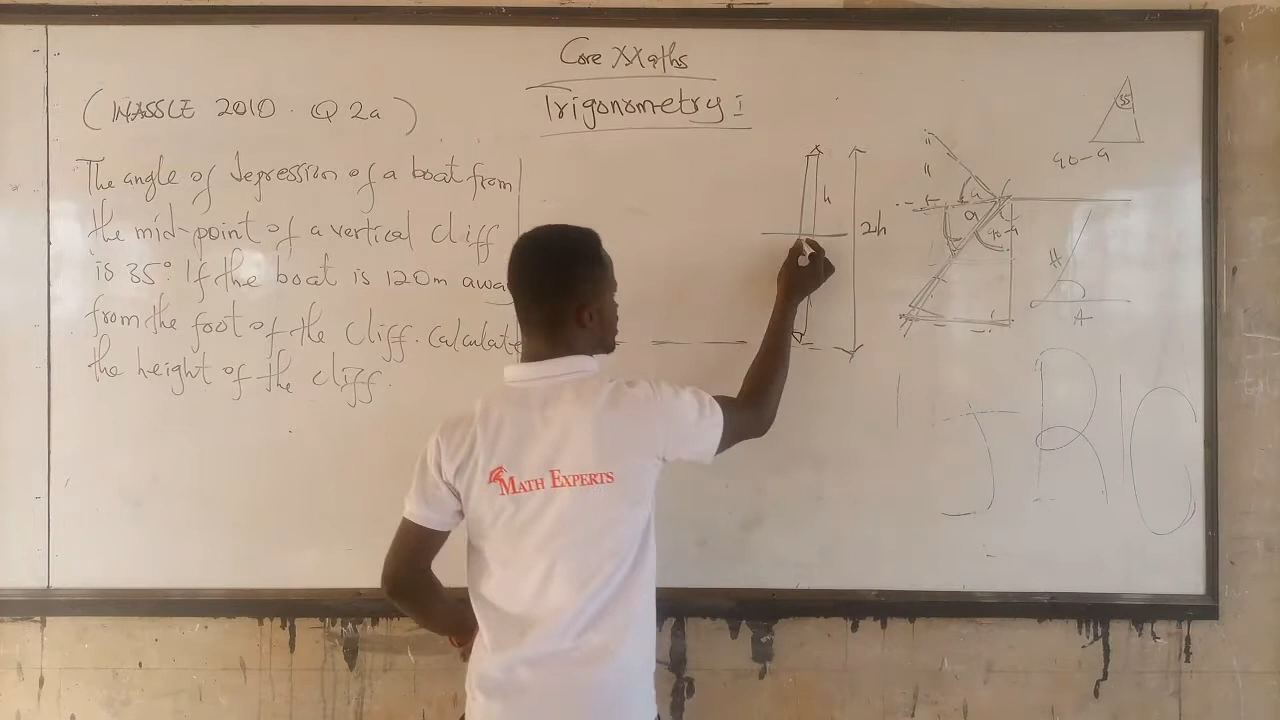 Core Maths
Trigonometry I
(WASSCE 2010. Q 2a)
The angle of depression of a boat from
the mid-point of a vertical cliff
is 35°. If the boat is 120m away
from the foot of the cliff. Calculate
the height of the cliff.
h
2h
35
90-a
a
a
90-a
H
A
JRIC
MATH EXPERTS